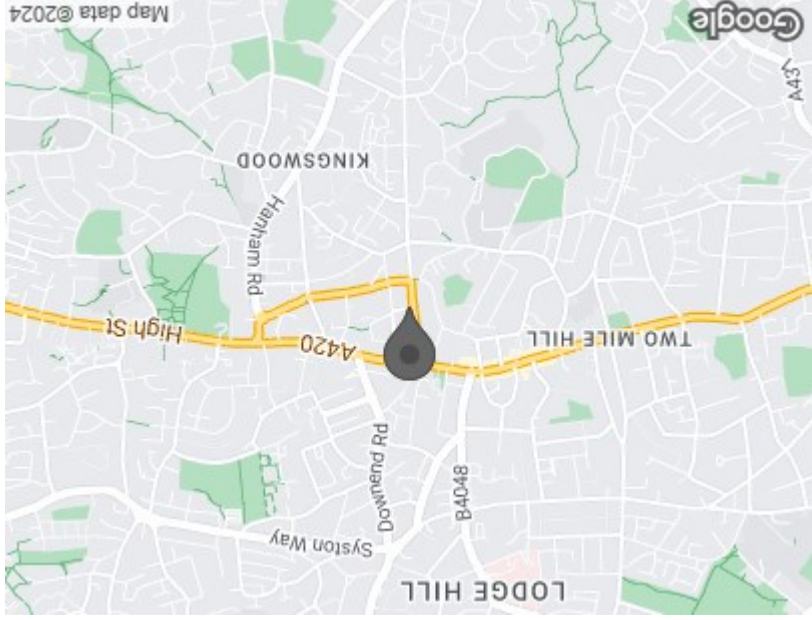 LODGE HILL
Syston Way
B4048
Downend Rd
TWO MILE HILL
A420
High St
Hanham Rd
KINGSWOOD
A43
Google
Map data ©2024